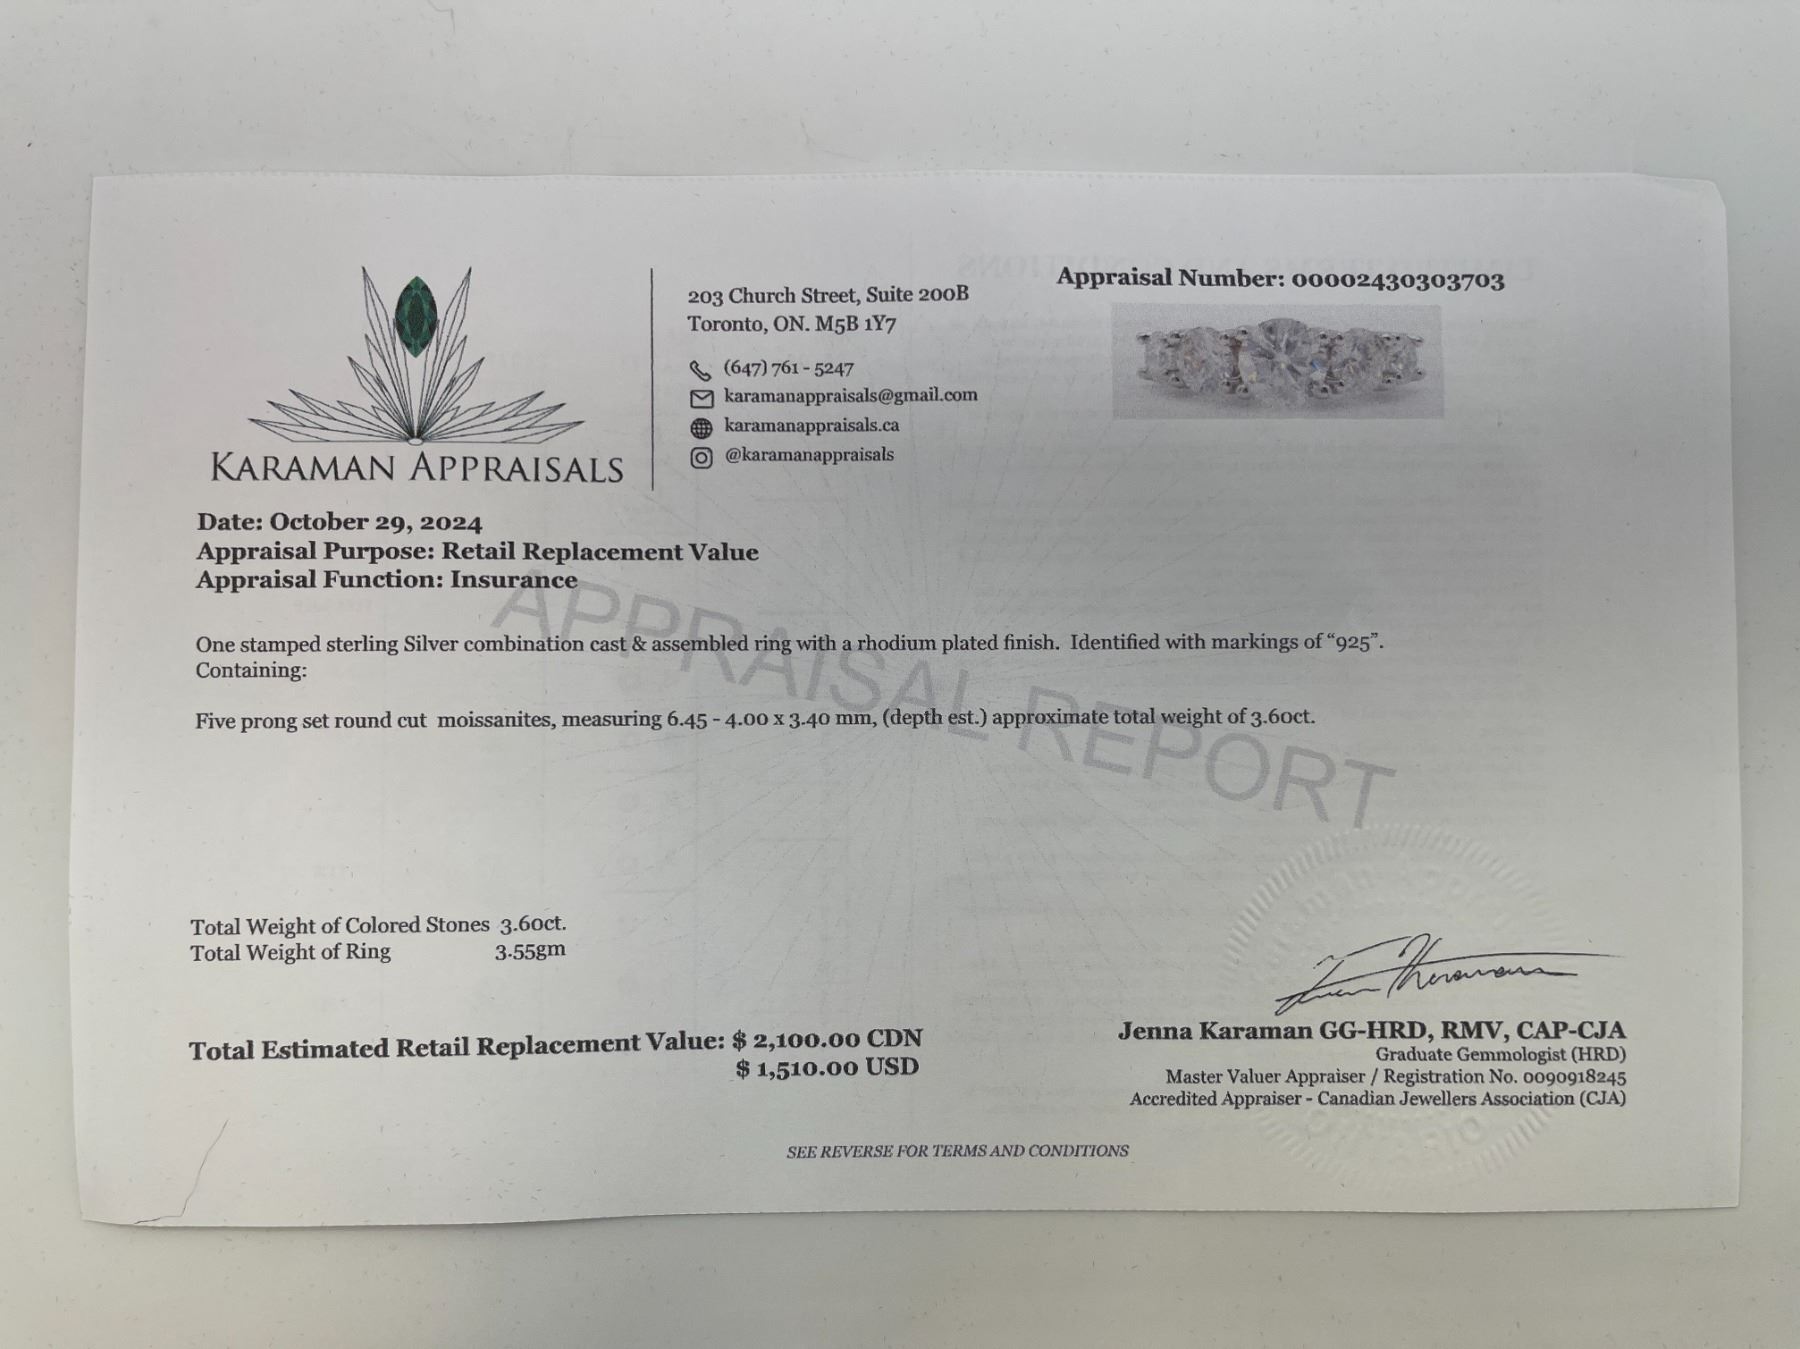 KARAMAN APPRAISALS
203 Church Street, Suite 200B
Toronto, ON. M5B 1Y7
(647) 761 - 5247
karamanappraisals@gmail.com
karamanappraisals.ca
@karamanappraisals
Appraisal Number: 00002430303703
Date: October 29, 2024
Appraisal Purpose: Retail Replacement Value
Appraisal Function: Insurance
APPRAISAL REPORT
One stamped sterling Silver combination cast & assembled ring with a rhodium plated finish. Identified with markings of “925”.
Containing:
Five prong set round cut moissanites, measuring 6.45 - 4.00 x 3.40 mm, (depth est.) approximate total weight of 3.60ct.
Total Weight of Colored Stones 3.60ct.
Total Weight of Ring 3.55gm
Total Estimated Retail Replacement Value: $ 2,100.00 CDN
$ 1,510.00 USD
Jenna Karaman GG-HRD, RMV, CAP-CJA
Graduate Gemmologist (HRD)
Master Valuer Appraiser / Registration No. 0090918245
Accredited Appraiser - Canadian Jewellers Association (CJA)
SEE REVERSE FOR TERMS AND CONDITIONS